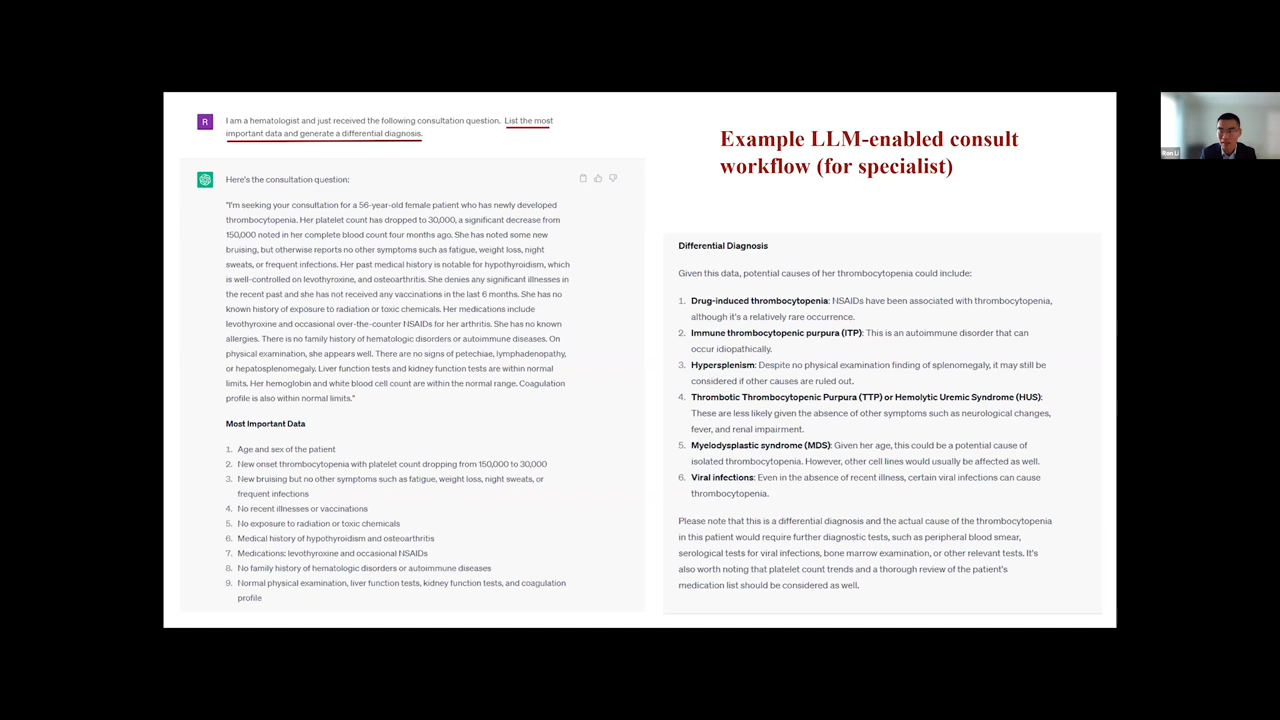 R
I am a hematologist and just received the following consultation question. List the most
important data and generate a differential diagnosis.
Here's the consultation question:
"I'm seeking your consultation for a 56-year-old female patient who has newly developed
thrombocytopenia. Her platelet count has dropped to 30,000, a significant decrease from
150,000 noted in her complete blood count four months ago. She has noted some new
bruising, but otherwise reports no other symptoms such as fatigue, weight loss, night
sweats, or frequent infections. Her past medical history is notable for hypothyroidism, which
is well-controlled on levothyroxine, and osteoarthritis. She denies any significant illnesses in
the recent past and she has not received any vaccinations in the last 6 months. She has no
known history of exposure to radiation or toxic chemicals. Her medications include
levothyroxine and occasional over-the-counter NSAIDs for her arthritis. She has no known
allergies. There is no family history of hematologic disorders or autoimmune diseases. On
physical examination, she appears well. There are no signs of petechiae, lymphadenopathy,
or hepatosplenomegaly. Liver function tests and kidney function tests are within normal
limits. Her hemoglobin and white blood cell count are within the normal range. Coagulation
profile is also within normal limits."
Most Important Data
1. Age and sex of the patient
2. New onset thrombocytopenia with platelet count dropping from 150,000 to 30,000
3. New bruising but no other symptoms such as fatigue, weight loss, night sweats, or
frequent infections
4. No recent illnesses or vaccinations
5. No exposure to radiation or toxic chemicals
6. Medical history of hypothyroidism and osteoarthritis
7. Medications: levothyroxine and occasional NSAIDs
8. No family history of hematologic disorders or autoimmune diseases
9. Normal physical examination, liver function tests, kidney function tests, and coagulation
profile
Example LLM-enabled consult
workflow (for specialist)
Differential Diagnosis
Given this data, potential causes of her thrombocytopenia could include:
1. Drug-induced thrombocytopenia: NSAIDs have been associated with thrombocytopenia,
although it's a relatively rare occurrence.
2. Immune thrombocytopenic purpura (ITP): This is an autoimmune disorder that can
occur idiopathically.
3. Hypersplenism: Despite no physical examination finding of splenomegaly, it may still be
considered if other causes are ruled out.
4. Thrombotic Thrombocytopenic Purpura (TTP) or Hemolytic Uremic Syndrome (HUS):
These are less likely given the absence of other symptoms such as neurological changes,
fever, and renal impairment.
5. Myelodysplastic syndrome (MDS): Given her age, this could be a potential cause of
isolated thrombocytopenia. However, other cell lines would usually be affected as well.
6. Viral infections: Even in the absence of recent illness, certain viral infections can cause
thrombocytopenia.
Please note that this is a differential diagnosis and the actual cause of the thrombocytopenia
in this patient would require further diagnostic tests, such as peripheral blood smear,
serological tests for viral infections, bone marrow examination, or other relevant tests. It's
also worth noting that platelet count trends and a thorough review of the patient's
medication list should be considered as well.
Ron Li